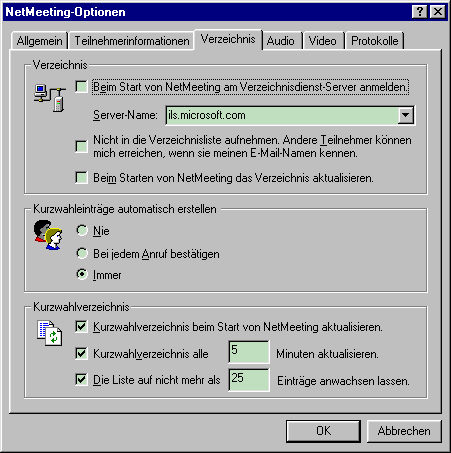 NetMeeting-Optionen
Allgemein Teilnehmerinformationen Verzeichnis Audio Video Protokolle
Verzeichnis
Beim Start von NetMeeting am Verzeichnisdienst-Server anmelden.
Server-Name: ils.microsoft.com
Nicht in die Verzeichnisliste aufnehmen. Andere Teilnehmer können
mich erreichen, wenn sie meinen E-Mail-Namen kennen.
Beim Starten von NetMeeting das Verzeichnis aktualisieren.
Kurzwahleinträge automatisch erstellen
Nie
Bei jedem Anruf bestätigen
Immer
Kurzwahlverzeichnis
Kurzwahlverzeichnis beim Start von NetMeeting aktualisieren.
Kurzwahlverzeichnis alle 5 Minuten aktualisieren.
Die Liste auf nicht mehr als 25 Einträge anwachsen lassen.
OK Abbrechen